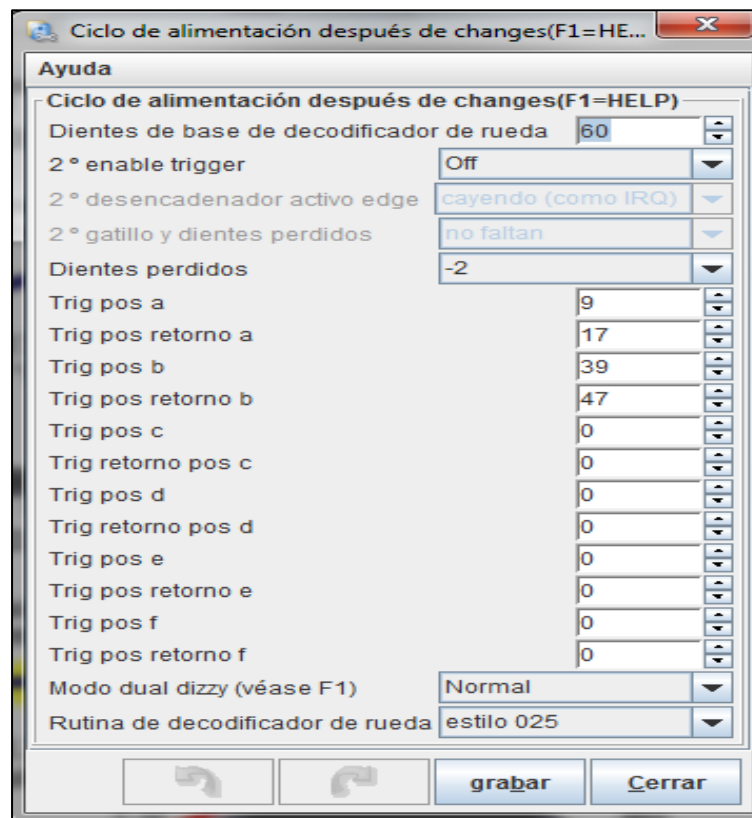 Ciclo de alimentación después de changes(F1=HE...
Ayuda
Ciclo de alimentación después de changes(F1=HELP)
Dientes de base de decodificador de rueda 60
2 º enable trigger Off
2 º desencadenador activo edge cayendo (como IRQ)
2 º gatillo y dientes perdidos no faltan
Dientes perdidos -2
Trig pos a 9
Trig pos retorno a 17
Trig pos b 39
Trig pos retorno b 47
Trig pos c 0
Trig retorno pos c 0
Trig pos d 0
Trig retorno pos d 0
Trig pos e 0
Trig pos retorno e 0
Trig pos f 0
Trig pos retorno f 0
Modo dual dizzy (véase F1) Normal
Rutina de decodificador de rueda estilo 025
grabar Cerrar